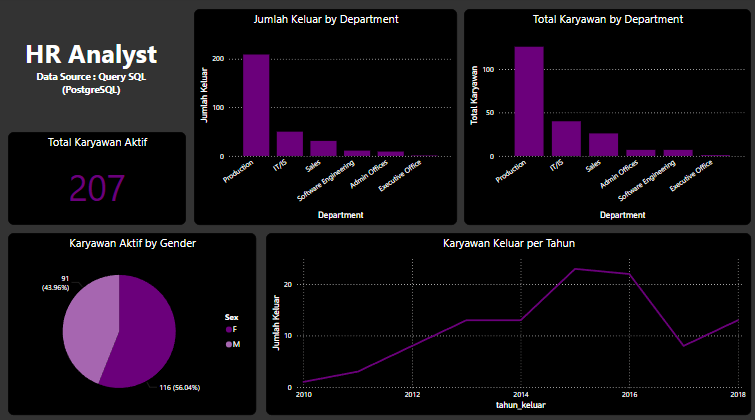 HR Analyst
Data Source : Query SQL
(PostgreSQL)
Total Karyawan Aktif
207
Jumlah Keluar by Department
Jumlah Keluar
200
100
0
Production
IT/IS
Sales
Software Engineering
Admin Offices
Executive Office
Department
Total Karyawan by Department
Total Karyawan
100
50
0
Production
IT/IS
Sales
Admin Offices
Software Engineering
Executive Office
Department
Karyawan Aktif by Gender
91
(43.96%)
116 (56.04%)
Sex
F
M
Karyawan Keluar per Tahun
Jumlah Keluar
20
10
0
2010
2012
2014
2016
2018
tahun_keluar